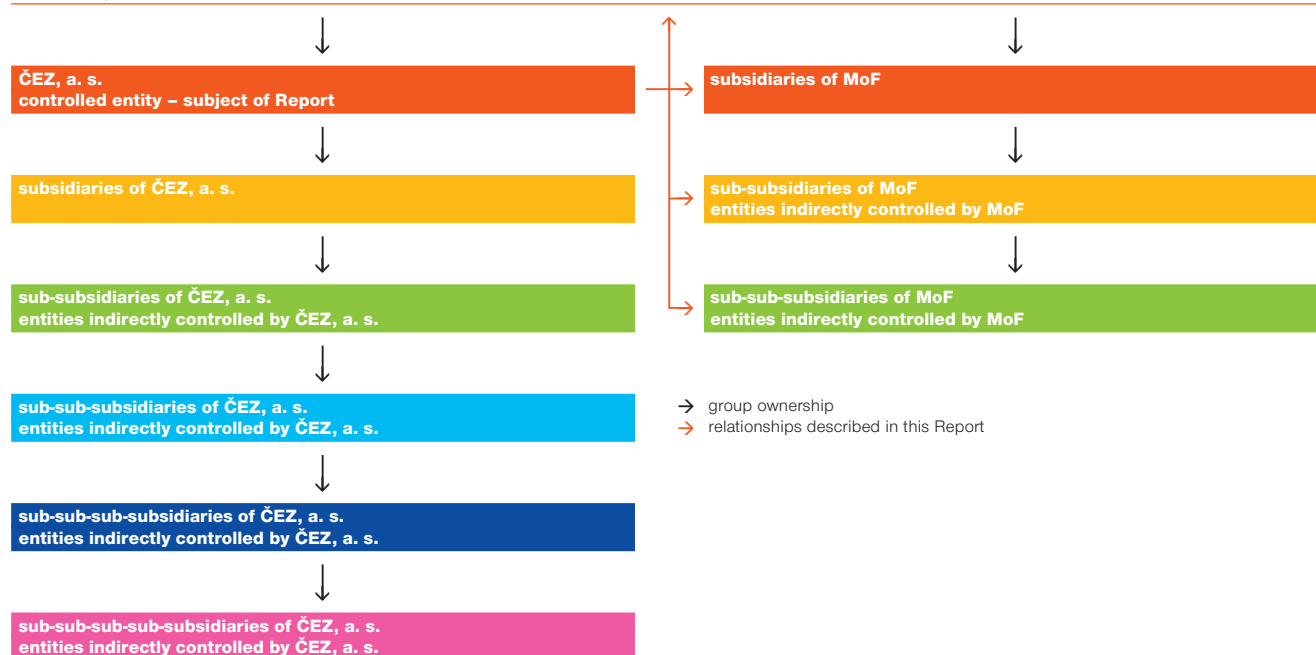 ČEZ, a. s.
controlled entity – subject of Report
subsidiaries of MoF
subsidiaries of ČEZ, a. s.
sub-subsidiaries of MoF
entities indirectly controlled by MoF
sub-subsidiaries of ČEZ, a. s.
entities indirectly controlled by ČEZ, a. s.
sub-sub-subsidiaries of MoF
entities indirectly controlled by MoF
sub-sub-subsidiaries of ČEZ, a. s.
entities indirectly controlled by ČEZ, a. s.
→ group ownership
→ relationships described in this Report
sub-sub-sub-subsidiaries of ČEZ, a. s.
entities indirectly controlled by ČEZ, a. s.
sub-sub-sub-sub-subsidiaries of ČEZ, a. s.
entities indirectly controlled by ČEZ, a. s.